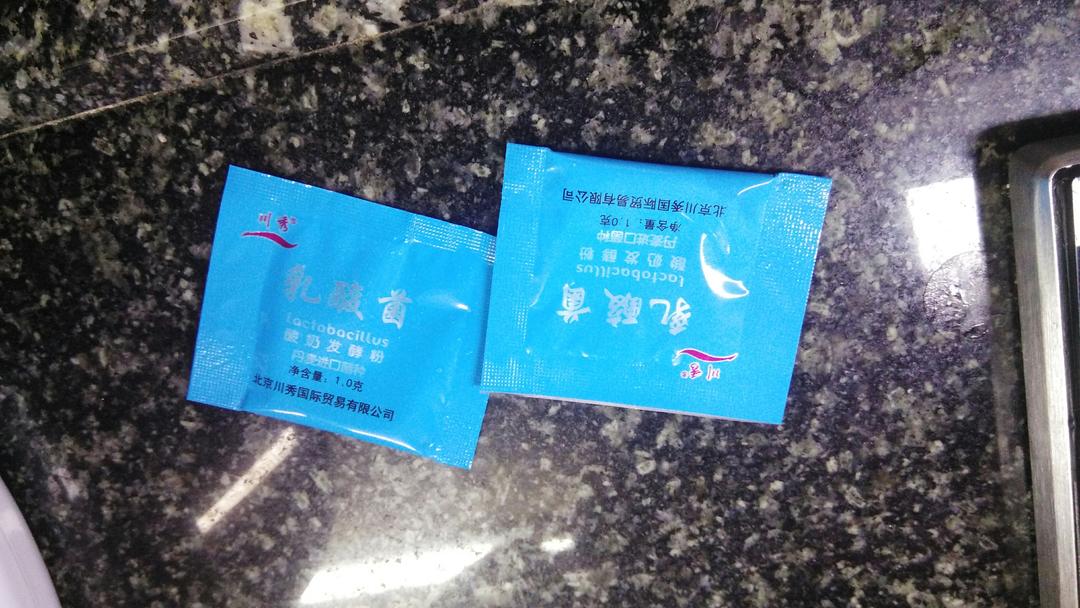 川秀
乳酸菌
Lactobacillus
酸奶发酵粉
丹麦进口菌种
净含量：1.0克
北京川秀国际贸易有限公司
川秀
乳酸菌
Lactobacillus
酸奶发酵粉
丹麦进口菌种
净含量：1.0克
北京川秀国际贸易有限公司